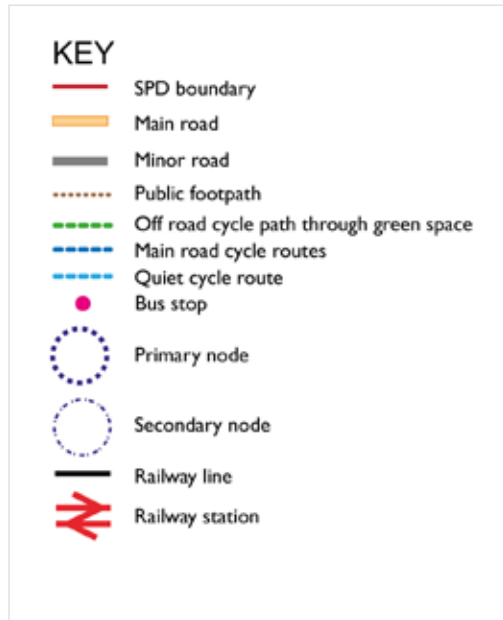 KEY
SPD boundary
Main road
Minor road
Public footpath
Off road cycle path through green space
Main road cycle routes
Quiet cycle route
Bus stop
Primary node
Secondary node
Railway line
Railway station